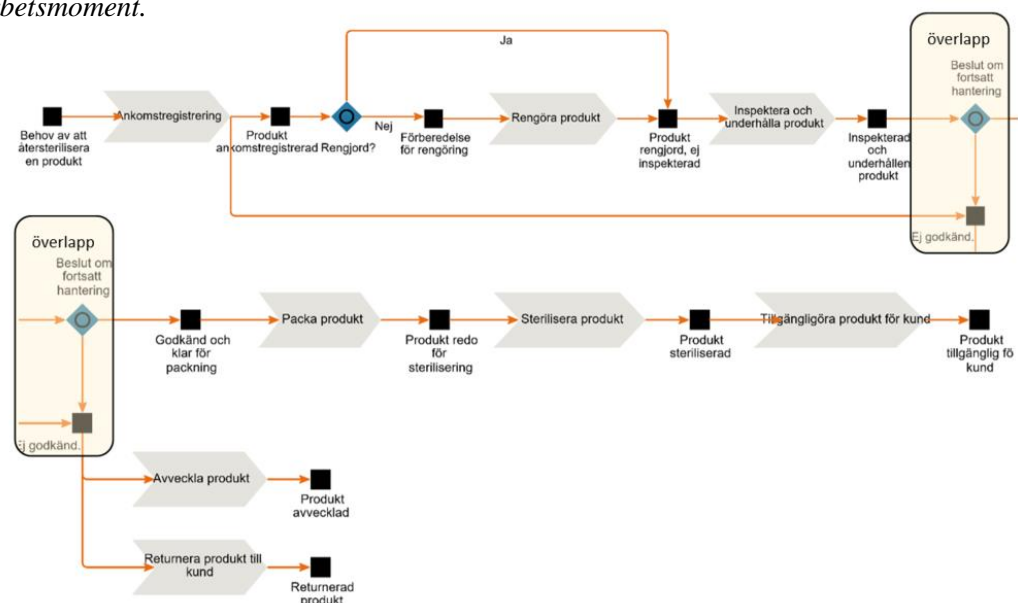 betsmoment.
Ja
överlapp
Beslut om
fortsatt
hantering
Ankomstregistrering
Rengöra produkt
Inspektera och
underhålla produkt
Behov av att
återsterilisera
en produkt
Produkt
ankomstregistrerad
Rengjord?
Nej
Förberedelse
för rengöring
Produkt
rengjord, ej
inspekterad
Inspekterad
och
underhållen
produkt
Ej godkänd.
överlapp
Beslut om
fortsatt
hantering
Packa produkt
Sterilisera produkt
Tillgängligöra produkt för kund
Godkänd och
klar för
packning
Produkt redo
för
sterilisering
Produkt
steriliserad
Produkt
tillgänglig fö
kund
Ej godkänd.
Avveckla produkt
Produkt
avvecklad
Returnera produkt till
kund
Returnerad
produkt